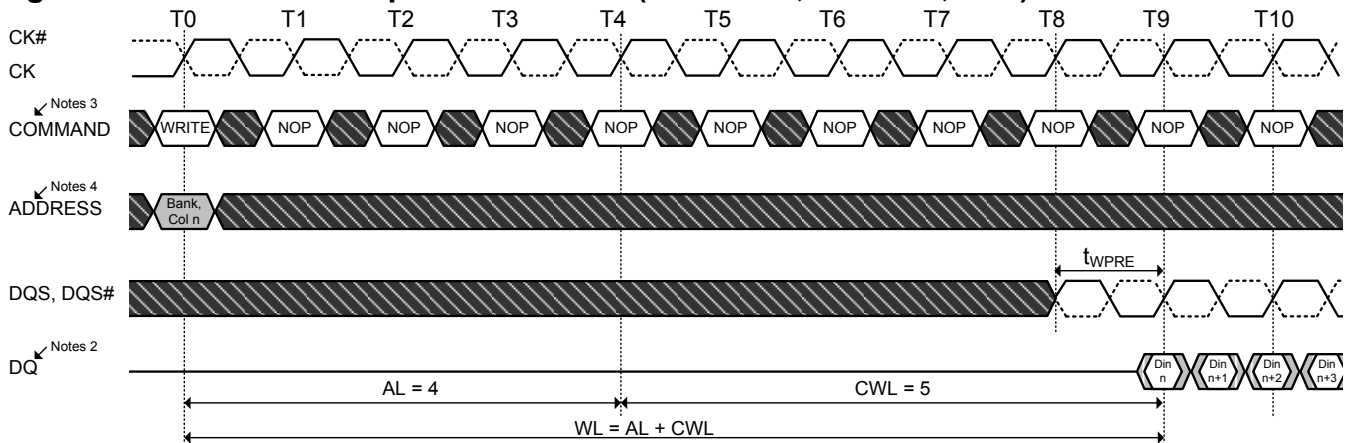 T0 T1 T2 T3 T4 T5 T6 T7 T8 T9 T10
CK#
CK
Notes 3
COMMAND
WRITE NOP NOP NOP NOP NOP NOP NOP NOP NOP NOP
Notes 4
ADDRESS
Bank,
Col n
tWPRE
DQS, DQS#
Notes 2
DQ
Din
n
Din
n+1
Din
n+2
Din
n+3
AL = 4
CWL = 5
WL = AL + CWL